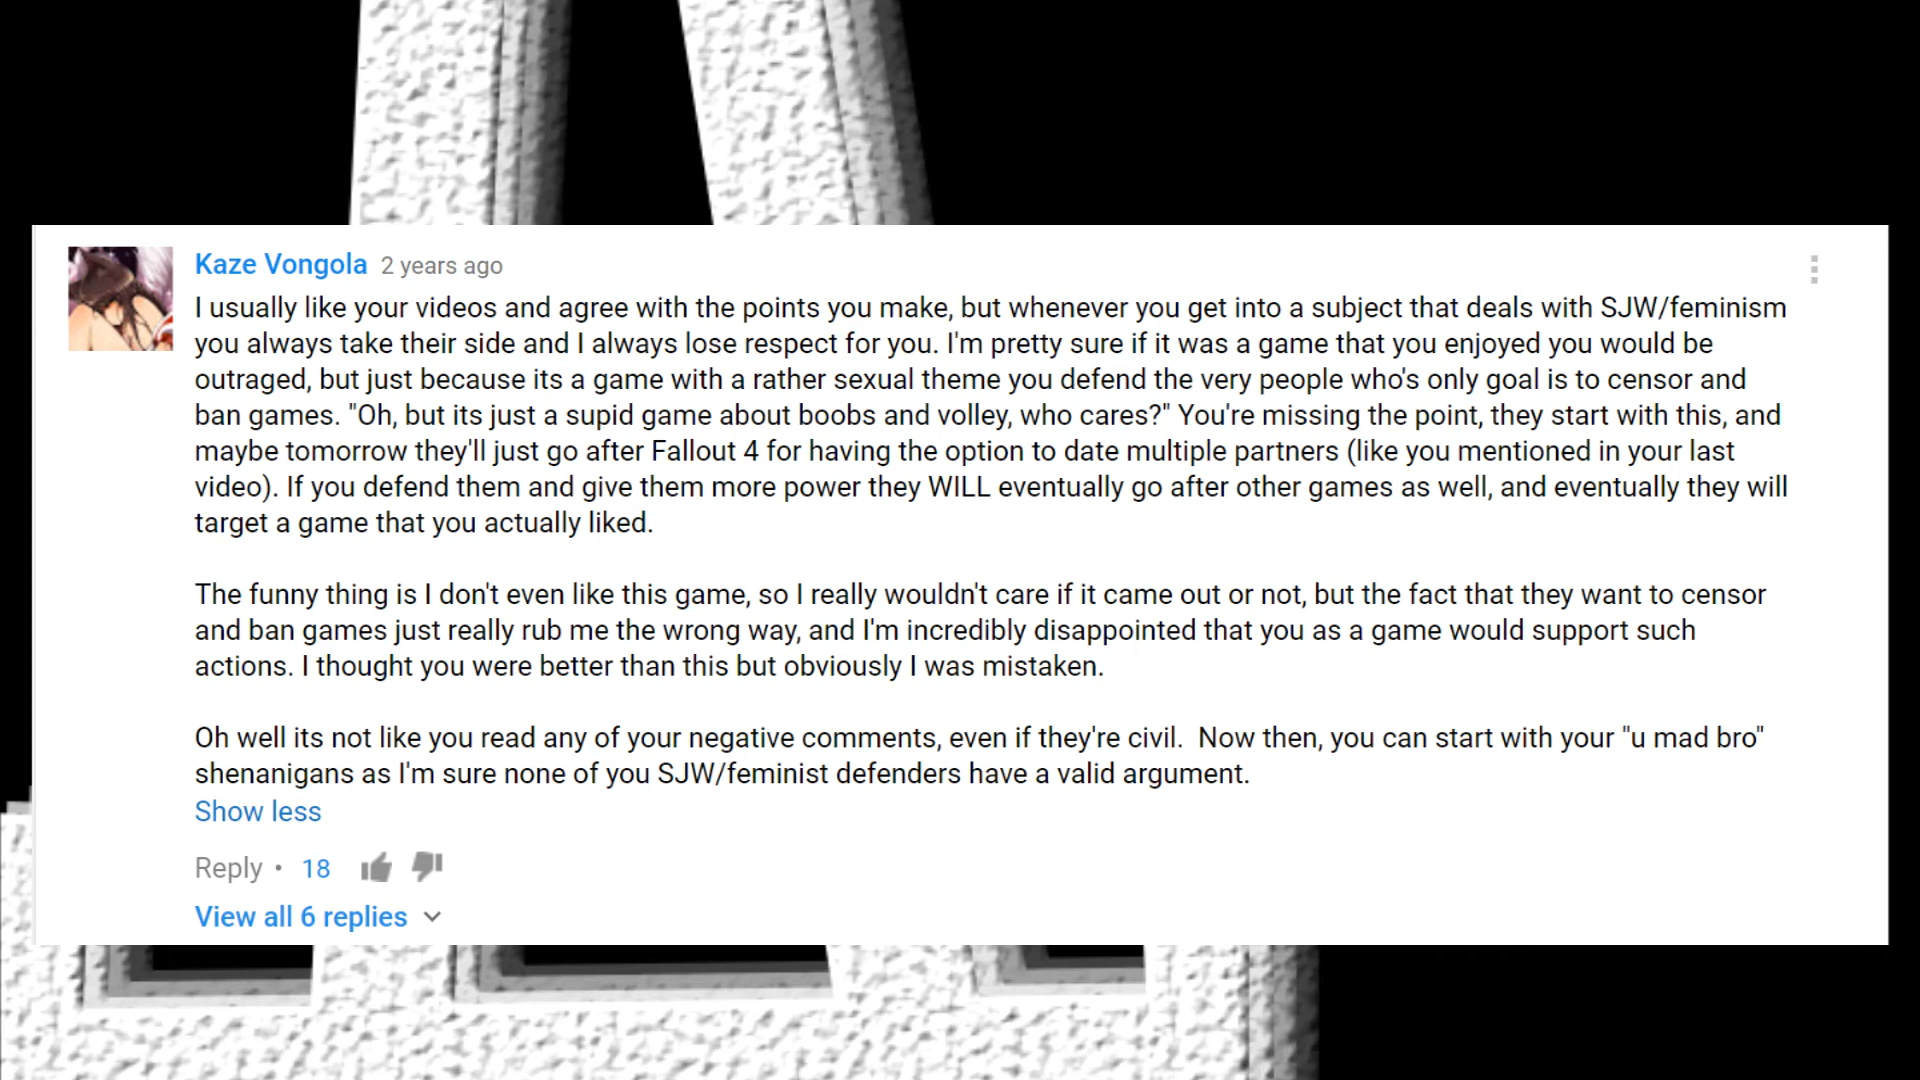 Kaze Vongola 2 years ago
I usually like your videos and agree with the points you make, but whenever you get into a subject that deals with SJW/feminism
you always take their side and I always lose respect for you. I'm pretty sure if it was a game that you enjoyed you would be
outraged, but just because its a game with a rather sexual theme you defend the very people who's only goal is to censor and
ban games. "Oh, but its just a supid game about boobs and volley, who cares?" You're missing the point, they start with this, and
maybe tomorrow they'll just go after Fallout 4 for having the option to date multiple partners (like you mentioned in your last
video). If you defend them and give them more power they WILL eventually go after other games as well, and eventually they will
target a game that you actually liked.
The funny thing is I don't even like this game, so I really wouldn't care if it came out or not, but the fact that they want to censor
and ban games just really rub me the wrong way, and I'm incredibly disappointed that you as a game would support such
actions. I thought you were better than this but obviously I was mistaken.
Oh well its not like you read any of your negative comments, even if they're civil.  Now then, you can start with your "u mad bro"
shenanigans as I'm sure none of you SJW/feminist defenders have a valid argument.
Show less
Reply • 18
View all 6 replies